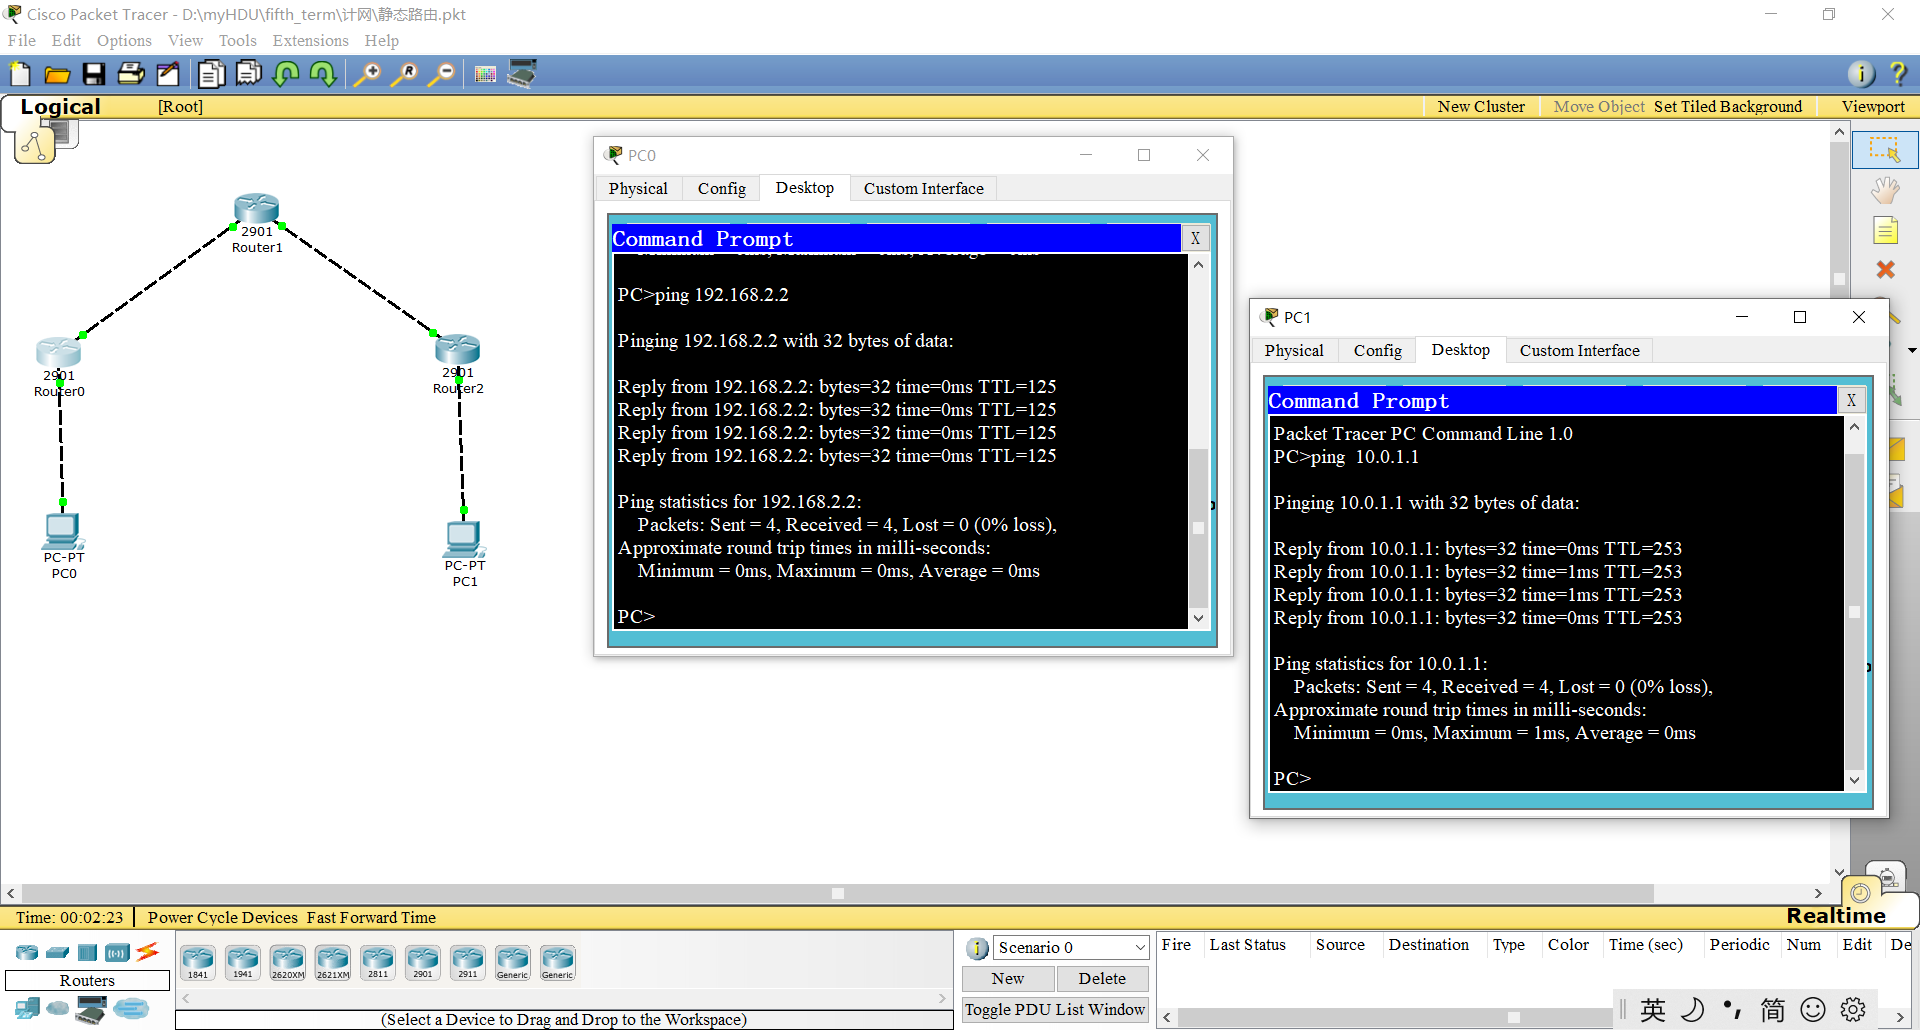 Cisco Packet Tracer - D:\myHDU\fifth_term\计网\静态路由.pkt
File Edit Options View Tools Extensions Help
Logical [Root] New Cluster Move Object Set Tiled Background Viewport
2901
Router1
2901
Router0
2901
Router2
PC-PT
PC0
PC-PT
PC1
PC0
Physical Config Desktop Custom Interface
Command Prompt X
PC>ping 192.168.2.2
Pinging 192.168.2.2 with 32 bytes of data:
Reply from 192.168.2.2: bytes=32 time=0ms TTL=125
Reply from 192.168.2.2: bytes=32 time=0ms TTL=125
Reply from 192.168.2.2: bytes=32 time=0ms TTL=125
Reply from 192.168.2.2: bytes=32 time=0ms TTL=125
Ping statistics for 192.168.2.2:
Packets: Sent = 4, Received = 4, Lost = 0 (0% loss),
Approximate round trip times in milli-seconds:
Minimum = 0ms, Maximum = 0ms, Average = 0ms
PC>
PC1
Physical Config Desktop Custom Interface
Command Prompt X
Packet Tracer PC Command Line 1.0
PC>ping 10.0.1.1
Pinging 10.0.1.1 with 32 bytes of data:
Reply from 10.0.1.1: bytes=32 time=0ms TTL=253
Reply from 10.0.1.1: bytes=32 time=1ms TTL=253
Reply from 10.0.1.1: bytes=32 time=1ms TTL=253
Reply from 10.0.1.1: bytes=32 time=0ms TTL=253
Ping statistics for 10.0.1.1:
Packets: Sent = 4, Received = 4, Lost = 0 (0% loss),
Approximate round trip times in milli-seconds:
Minimum = 0ms, Maximum = 1ms, Average = 0ms
PC>
Time: 00:02:23 Power Cycle Devices Fast Forward Time
Realtime
Routers
1841 1941 2620XM 2621XM 2811 2901 2911 Generic Generic
(Select a Device to Drag and Drop to the Workspace)
Scenario 0
New Delete
Toggle PDU List Window
Fire Last Status Source Destination Type Color Time (sec) Periodic Num Edit De
英 简